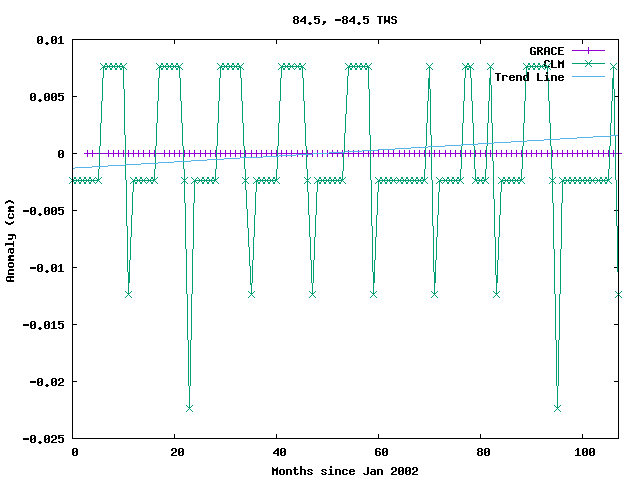 84.5, -84.5 TWS
0.01
0.005
0
-0.005
-0.01
-0.015
-0.02
-0.025
Anomaly (cm)
GRACE
CLM
Trend Line
0 20 40 60 80 100
Months since Jan 2002